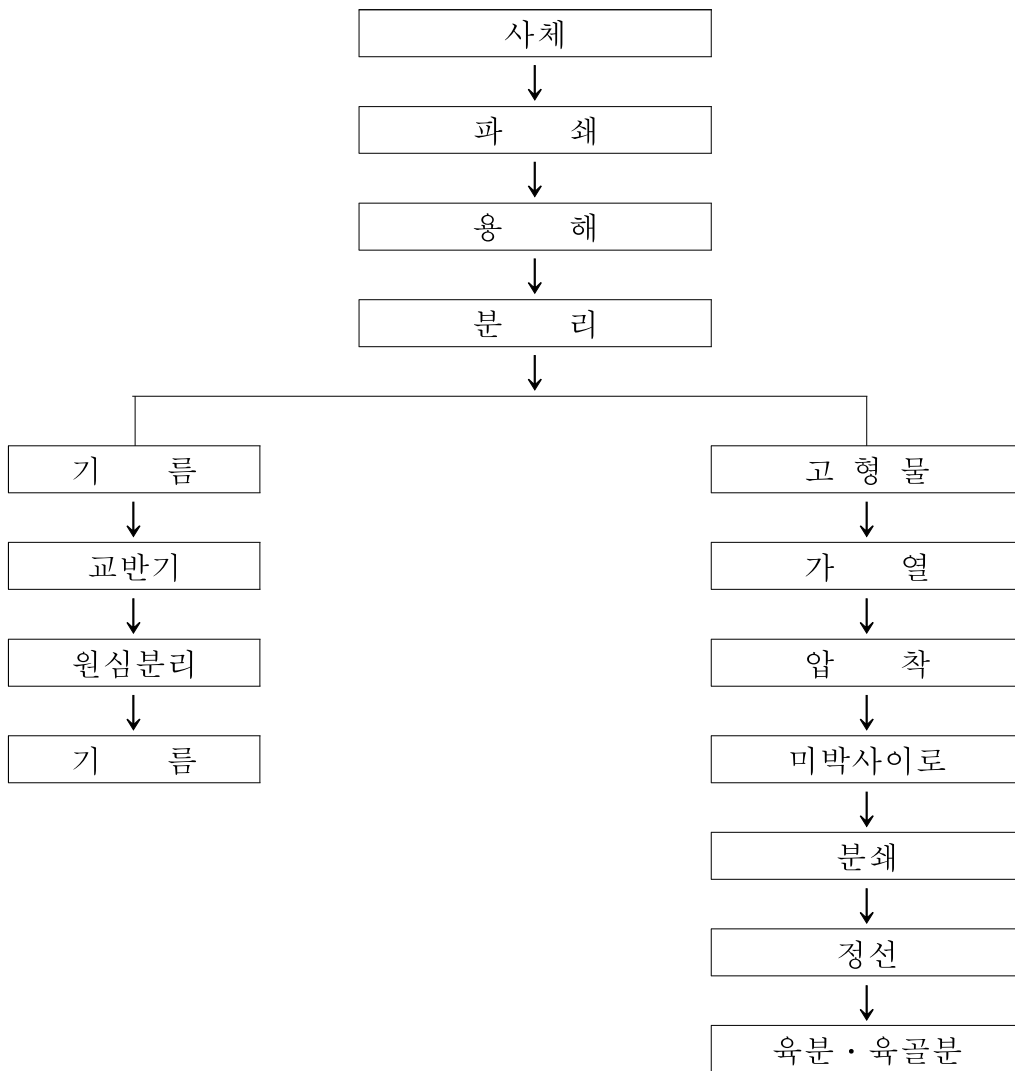 사체
파 쇄
용 해
분 리
기 름
교반기
원심분리
기 름
고 형 물
가 열
압 착
미박사이로
분쇄
정선
육분·육골분